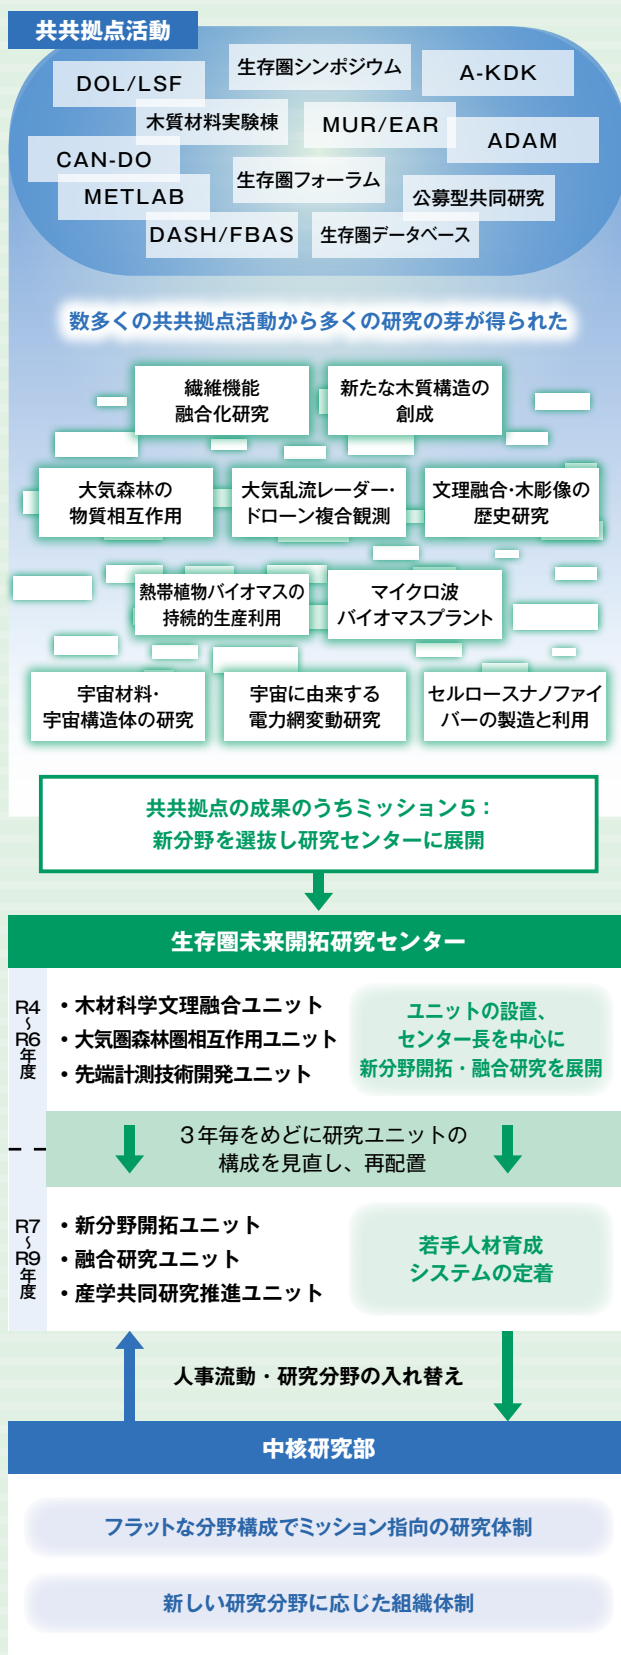 共共拠点活動
DOL/LSF
生存圏シンポジウム
A-KDK
木質材料実験棟
MUR/EAR
ADAM
CAN-DO
METLAB
生存圏フォーラム
公募型共同研究
DASH/FBAS
生存圏データベース
数多くの共共拠点活動から多くの研究の芽が得られた
繊維機能
融合化研究
新たな木質構造の
創成
大気森林の
物質相互作用
大気乱流レーダー・
ドローン複合観測
文理融合・木彫像の
歴史研究
熱帯植物バイオマスの
持続的生産利用
マイクロ波
バイオマスプラント
宇宙材料・
宇宙構造体の研究
宇宙に由来する
電力網変動研究
セルロースナノファイ
バーの製造と利用
共共拠点の成果のうちミッション5：
新分野を選抜し研究センターに展開
生存圏未来開拓研究センター
R4〜R6年度
・木材科学文理融合ユニット
・大気圏森林圏相互作用ユニット
・先端計測技術開発ユニット
ユニットの設置、
センター長を中心に
新分野開拓・融合研究を展開
3年毎をめどに研究ユニットの
構成を見直し、再配置
R7〜R9年度
・新分野開拓ユニット
・融合研究ユニット
・産学共同研究推進ユニット
若手人材育成
システムの定着
人事流動・研究分野の入れ替え
中核研究部
フラットな分野構成でミッション指向の研究体制
新しい研究分野に応じた組織体制